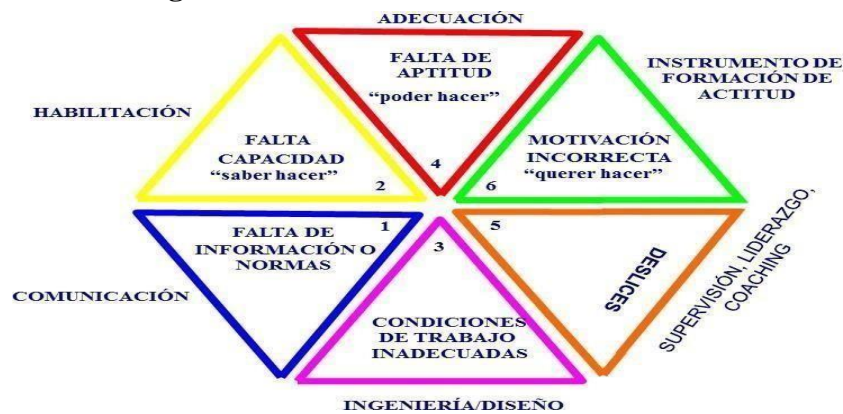 ADECUACIÓN
FALTA DE
APTITUD
“poder hacer”
4
INSTRUMENTO DE
FORMACIÓN DE
ACTITUD
HABILITACIÓN
FALTA
CAPACIDAD
“saber hacer”
2
MOTIVACIÓN
INCORRECTA
“querer hacer”
6
1
FALTA DE
INFORMACIÓN O
NORMAS
3
5
DESLICES
SUPERVISIÓN, LIDERAZGO,
COACHING
COMUNICACIÓN
CONDICIONES
DE TRABAJO
INADECUADAS
INGENIERÍA/DISEÑO